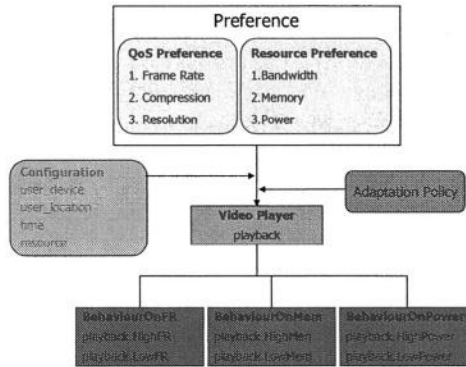 Preference
QoS Preference
1. Frame Rate
2. Compression
3. Resolution
Resource Preference
1.Bandwidth
2.Memory
3.Power
Configuration
user_device
user_location
time
resource
Adaptation Policy
Video Player
playback
BehaviourOnFR
playback.HighFR
playback.LowFR
BehaviourOnMem
playback.HighMem
playback.LowMem
BehaviourOnPower
playback.HighPower
playback.LowPower